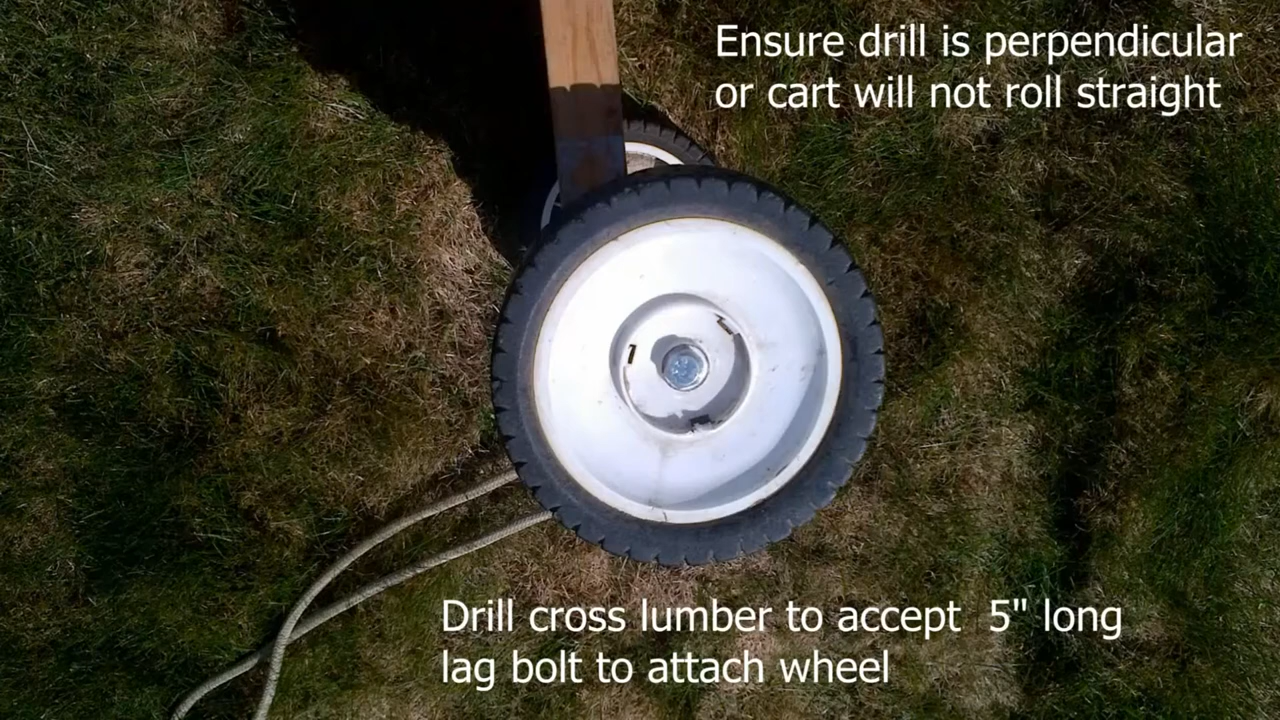 Ensure drill is perpendicular
or cart will not roll straight
Drill cross lumber to accept  5" long
lag bolt to attach wheel